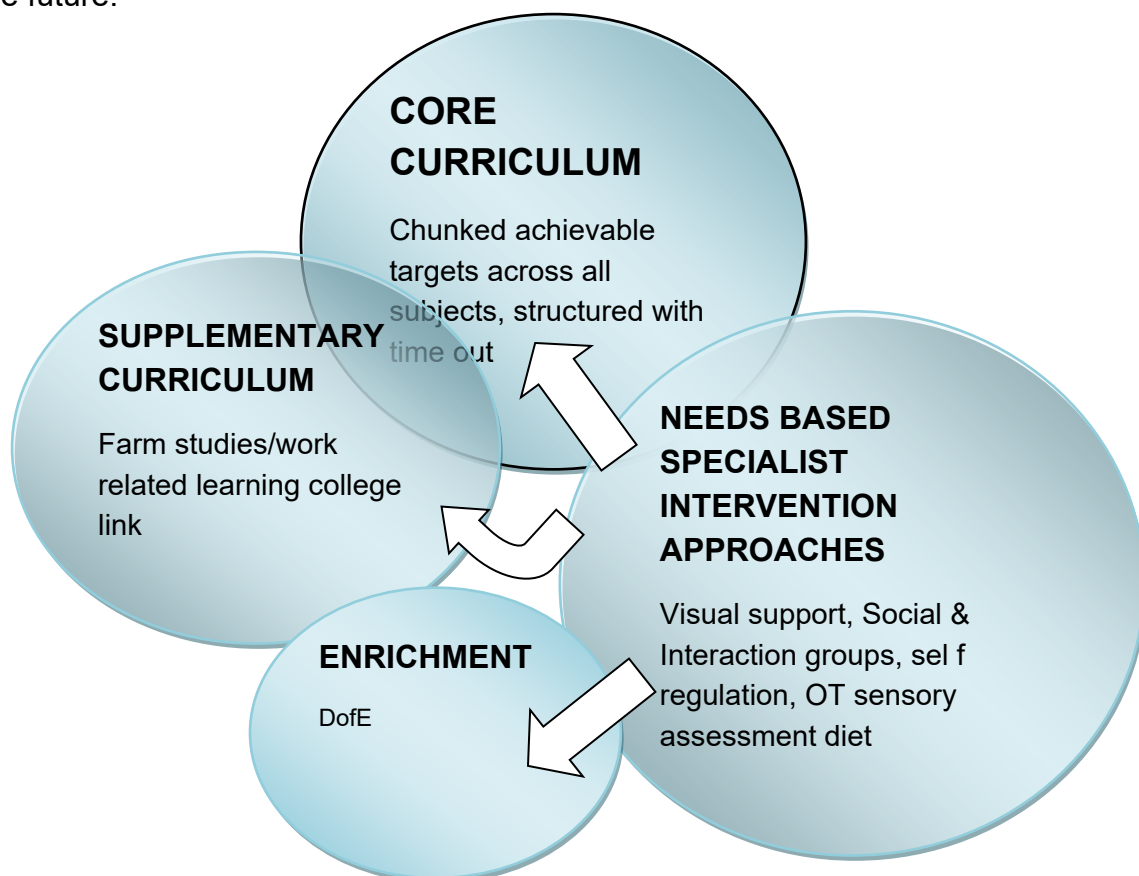 e future.
CORE
CURRICULUM
Chunked achievable
targets across all
subjects, structured with
time out
SUPPLEMENTARY
CURRICULUM
Farm studies/work
related learning college
link
NEEDS BASED
SPECIALIST
INTERVENTION
APPROACHES
Visual support, Social &
Interaction groups, sel f
regulation, OT sensory
assessment diet
ENRICHMENT
DofE